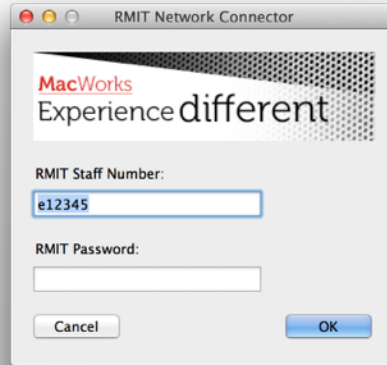 RMIT Network Connector
MacWorks
Experience different
RMIT Staff Number:
e12345
RMIT Password:
Cancel
OK